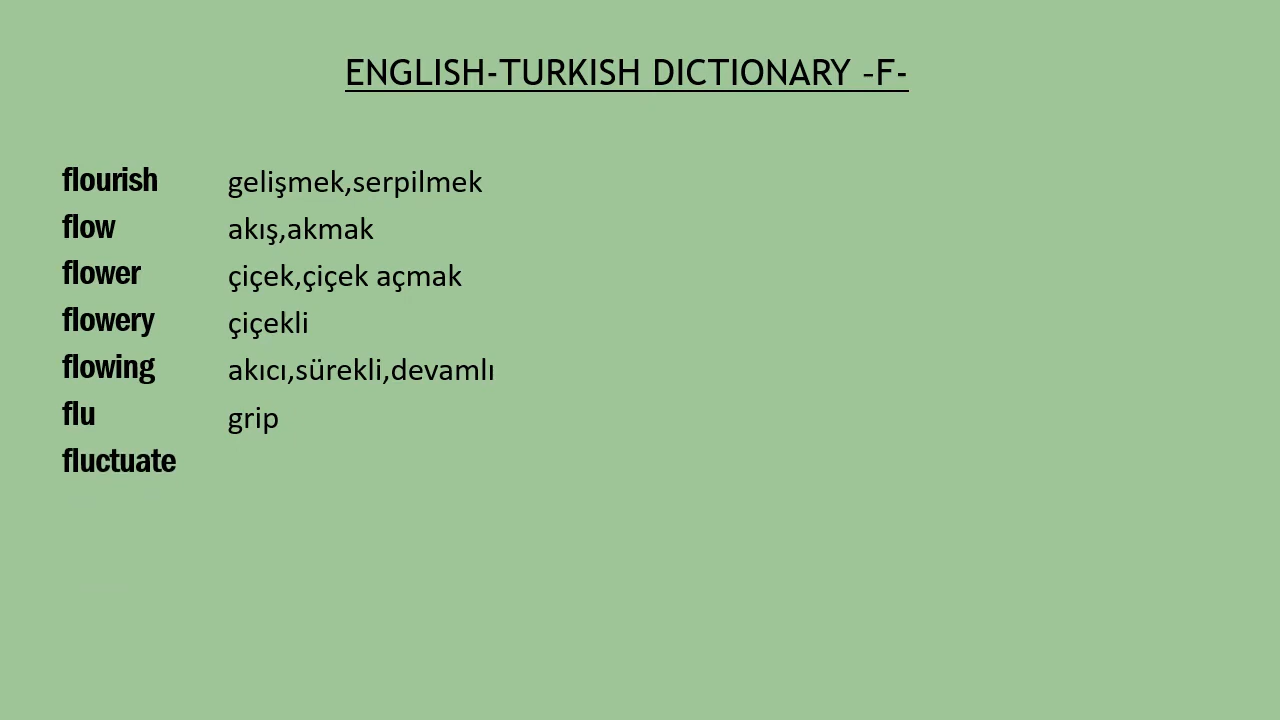 ENGLISH-TURKISH DICTIONARY –F-
flourish gelişmek,serpilmek
flow akış,akmak
flower çiçek,çiçek açmak
flowery çiçekli
flowing akıcı,sürekli,devamlı
flu grip
fluctuate